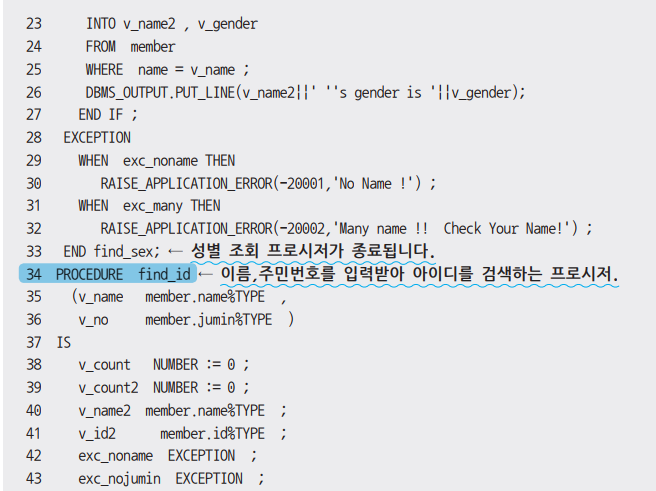 23 INTO v_name2 , v_gender
24 FROM member
25 WHERE name = v_name ;
26 DBMS_OUTPUT.PUT_LINE(v_name2||' ''s gender is '||v_gender);
27 END IF ;
28 EXCEPTION
29 WHEN exc_noname THEN
30 RAISE_APPLICATION_ERROR(-20001,'No Name !') ;
31 WHEN exc_many THEN
32 RAISE_APPLICATION_ERROR(-20002,'Many name !! Check Your Name!') ;
33 END find_sex; ← 성별 조회 프로시저가 종료됩니다.
34 PROCEDURE find_id ← 이름,주민번호를 입력받아 아이디를 검색하는 프로시저.
35 (v_name member.name%TYPE ,
36 v_no member.jumin%TYPE )
37 IS
38 v_count NUMBER := 0 ;
39 v_count2 NUMBER := 0 ;
40 v_name2 member.name%TYPE ;
41 v_id2 member.id%TYPE ;
42 exc_noname EXCEPTION ;
43 exc_nojumin EXCEPTION ;